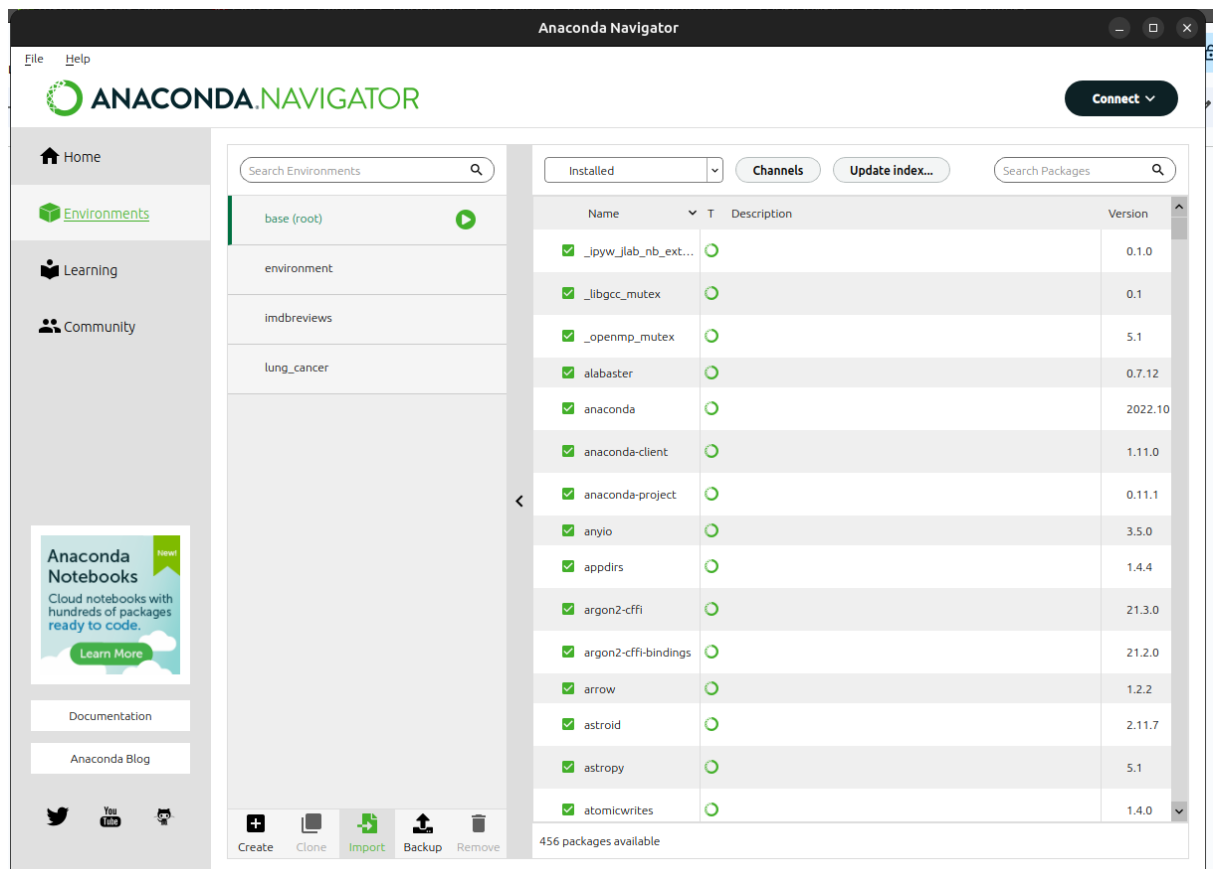 Anaconda Navigator
File Help
ANACONDA.NAVIGATOR
Connect
Home
Environments
Learning
Community
Anaconda
Notebooks
New!
Cloud notebooks with
hundreds of packages
ready to code.
Learn More
Documentation
Anaconda Blog
You
Tube
Search Environments
base (root)
environment
imdbreviews
lung_cancer
Create Clone Import Backup Remove
Installed Channels Update index... Search Packages
Name T Description Version
_ipyw_jlab_nb_ext... 0.1.0
_libgcc_mutex 0.1
_openmp_mutex 5.1
alabaster 0.7.12
anaconda 2022.10
anaconda-client 1.11.0
anaconda-project 0.11.1
anyio 3.5.0
appdirs 1.4.4
argon2-cffi 21.3.0
argon2-cffi-bindings 21.2.0
arrow 1.2.2
astroid 2.11.7
astropy 5.1
atomicwrites 1.4.0
456 packages available